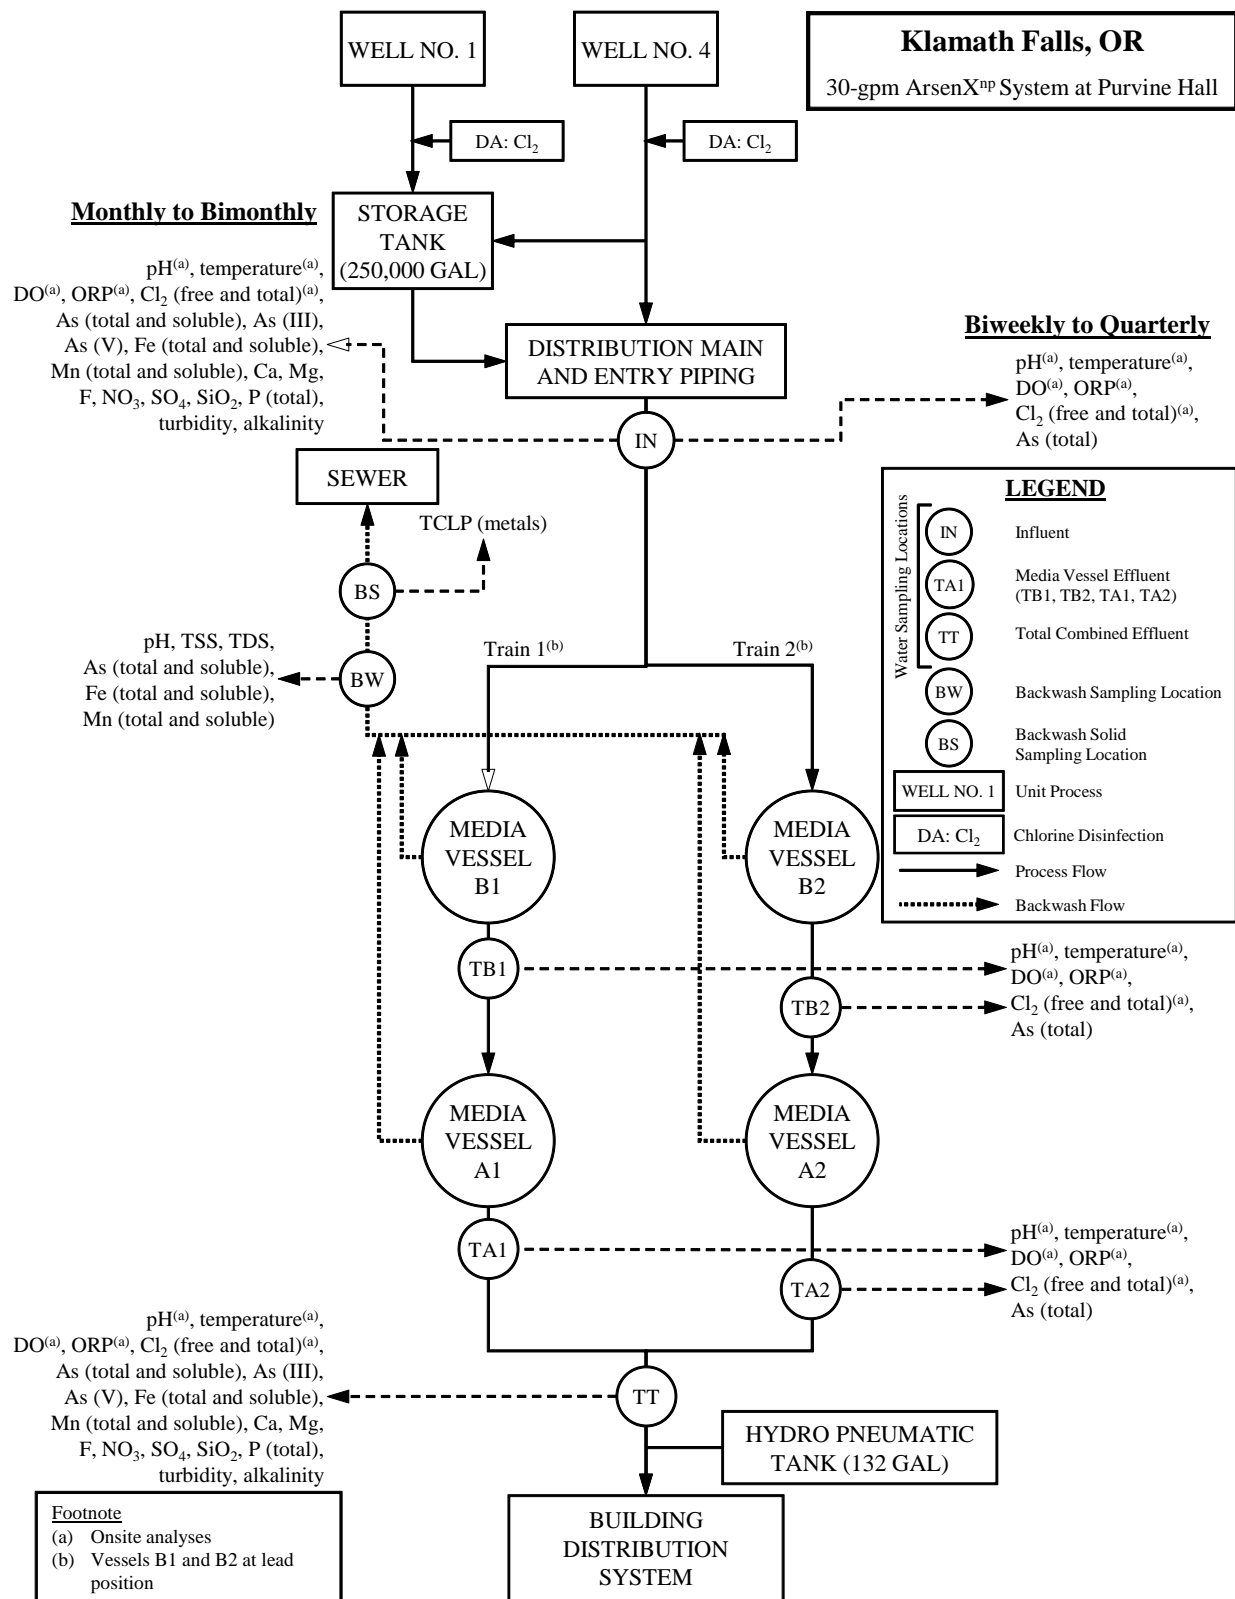 WELL NO. 1
WELL NO. 4
Klamath Falls, OR
30-gpm ArsenXnp System at Purvine Hall
DA: Cl2
DA: Cl2
Monthly to Bimonthly
STORAGE
TANK
(250,000 GAL)
pH(a), temperature(a),
DO(a), ORP(a), Cl2 (free and total)(a),
As (total and soluble), As (III),
As (V), Fe (total and soluble),
Mn (total and soluble), Ca, Mg,
F, NO3, SO4, SiO2, P (total),
turbidity, alkalinity
DISTRIBUTION MAIN
AND ENTRY PIPING
Biweekly to Quarterly
pH(a), temperature(a),
DO(a), ORP(a),
Cl2 (free and total)(a),
As (total)
IN
SEWER
TCLP (metals)
BS
pH, TSS, TDS,
As (total and soluble),
Fe (total and soluble),
Mn (total and soluble)
BW
Train 1(b)
Train 2(b)
LEGEND
Water Sampling Locations
IN
Influent
TA1
Media Vessel Effluent
(TB1, TB2, TA1, TA2)
TT
Total Combined Effluent
BW
Backwash Sampling Location
BS
Backwash Solid
Sampling Location
WELL NO. 1
Unit Process
DA: Cl2
Chlorine Disinfection
Process Flow
Backwash Flow
MEDIA
VESSEL
B1
MEDIA
VESSEL
B2
TB1
TB2
pH(a), temperature(a),
DO(a), ORP(a),
Cl2 (free and total)(a),
As (total)
MEDIA
VESSEL
A1
MEDIA
VESSEL
A2
TA1
TA2
pH(a), temperature(a),
DO(a), ORP(a),
Cl2 (free and total)(a),
As (total)
pH(a), temperature(a),
DO(a), ORP(a), Cl2 (free and total)(a),
As (total and soluble), As (III),
As (V), Fe (total and soluble),
Mn (total and soluble), Ca, Mg,
F, NO3, SO4, SiO2, P (total),
turbidity, alkalinity
TT
HYDRO PNEUMATIC
TANK (132 GAL)
BUILDING
DISTRIBUTION
SYSTEM
Footnote
(a) Onsite analyses
(b) Vessels B1 and B2 at lead
position